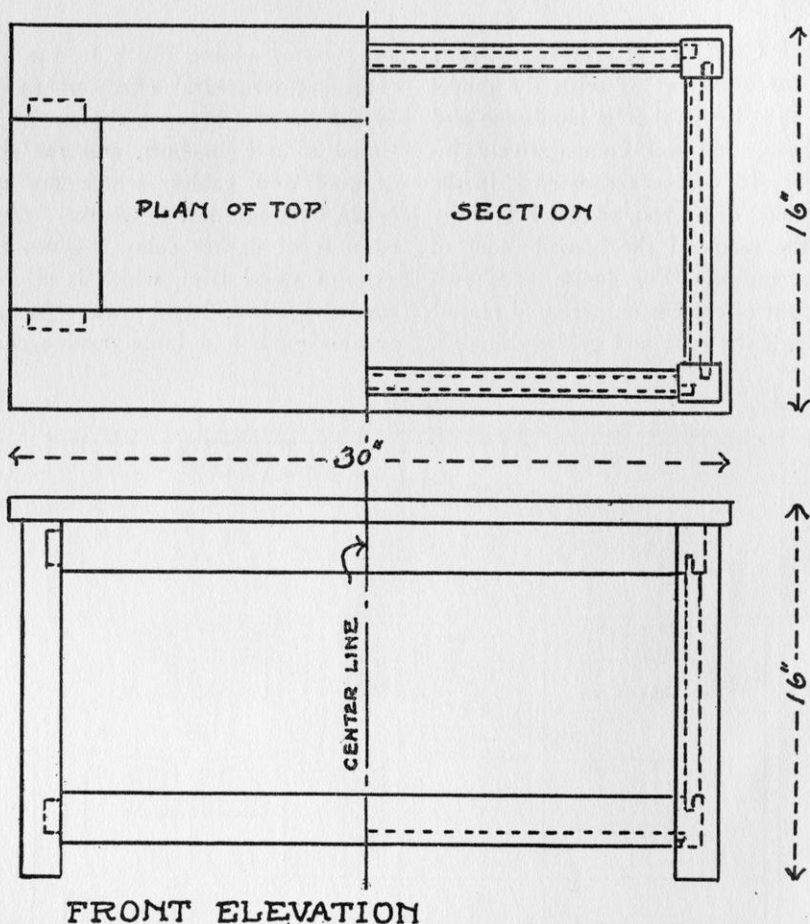 PLAN OF TOP
SECTION
16"
30"
CENTER LINE
16"
FRONT ELEVATION